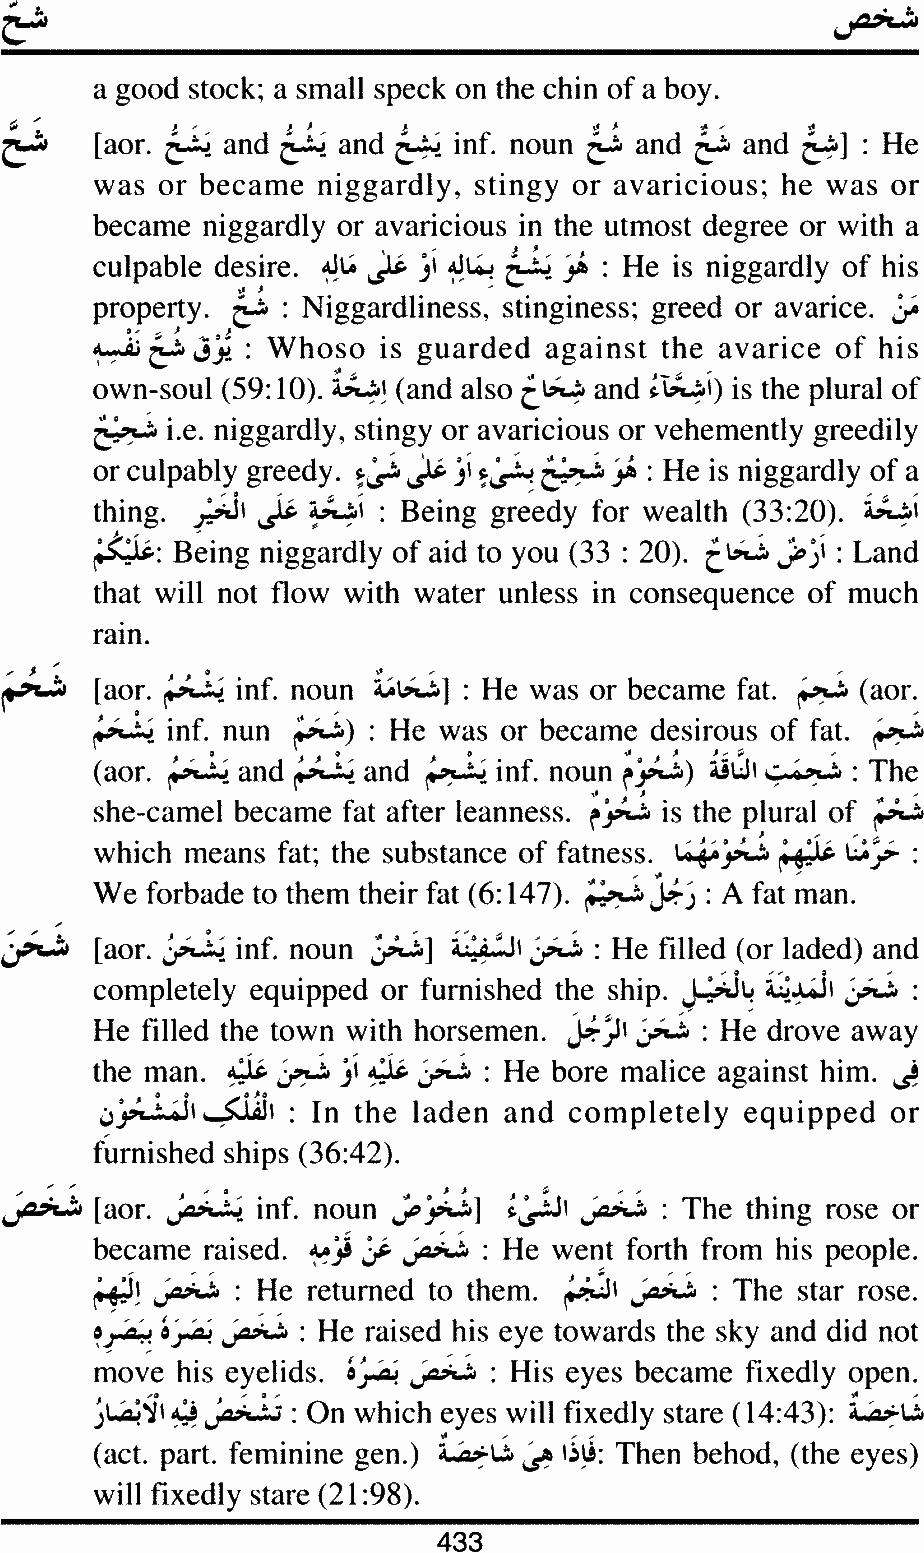 شحّ شخص
a good stock; a small speck on the chin of a boy.
شَحَّ [aor. يَشَحُّ and يَشُحُّ and يَشِحُّ inf. noun شُحٌّ and شَحٌّ and شِحٌّ] : He
was or became niggardly, stingy or avaricious; he was or
became niggardly or avaricious in the utmost degree or with a
culpable desire. هُوَ يَشُحُّ بِمَالِهِ اَوْ عَلٰى مَالِهِ : He is niggardly of his
property. شُحٌّ : Niggardliness, stinginess; greed or avarice. مَنْ
يُّوْقَ شُحَّ نَفْسِهِ : Whoso is guarded against the avarice of his
own-soul (59:10). اَشِحَّةٌ (and also شِحَاحٌ and اَشِحَّآءُ) is the plural of
شَحِيْحٌ i.e. niggardly, stingy or avaricious or vehemently greedily
or culpably greedy. هُوَ شَحِيْحٌ بِشَىْءٍ اَوْ عَلٰى شَىْءٍ : He is niggardly of a
thing. اَشِحَّةٍ عَلَى الْخَيْرِ : Being greedy for wealth (33:20). اَشِحَّةً
عَلَيْكُمْ: Being niggardly of aid to you (33 : 20). اَرْضٌ شَحَاحٌ : Land
that will not flow with water unless in consequence of much
rain.
شَحُمَ [aor. يَشْحُمُ inf. noun شَحَامَةٌ] : He was or became fat. شَحِمَ (aor.
يَشْحَمُ inf. nun شَحَمٌ) : He was or became desirous of fat. شَحِمَ
(aor. يَشْحَمُ and يَشْحُمُ and يَشْحِمُ inf. noun شُحُوْمٌ) شَحِمَتِ النَّاقَةُ : The
she-camel became fat after leanness. شُحُوْمٌ is the plural of شَحْمٌ
which means fat; the substance of fatness. حَرَّمْنَا عَلَيْهِمْ شُحُوْمَهُمَا :
We forbade to them their fat (6:147). رَجُلٌ شَحِيْمٌ : A fat man.
شَحَنَ [aor. يَشْحَنُ inf. noun شَحْنٌ] شَحَنَ السَّفِيْنَةَ : He filled (or laded) and
completely equipped or furnished the ship. شَحَنَ الْمَدِيْنَةَ بِالْخَيْلِ :
He filled the town with horsemen. شَحَنَ الرَّجُلَ : He drove away
the man. شَحَنَ عَلَيْهِ اَوْ شَحِنَ عَلَيْهِ : He bore malice against him. فِى
الْفُلْكِ الْمَشْحُوْنِ : In the laden and completely equipped or
furnished ships (36:42).
شَخَصَ [aor. يَشْخَصُ inf. noun شُخُوْصٌ] شَخَصَ الشَّىْءُ : The thing rose or
became raised. شَخَصَ عَنْ قَوْمِهِ : He went forth from his people.
شَخَصَ اِلَيْهِمْ : He returned to them. شَخَصَ النَّجْمُ : The star rose.
شَخَصَ بَصَرَهُ بِبَصَرِهِ : He raised his eye towards the sky and did not
move his eyelids. شَخَصَ بَصَرُهُ : His eyes became fixedly open.
تَشْخَصُ فِيْهِ الْاَبْصَارُ : On which eyes will fixedly stare (14:43): شَاخِصَةٌ
(act. part. feminine gen.) فَاِذَا هِىَ شَاخِصَةٌ: Then behod, (the eyes)
will fixedly stare (21:98).
433